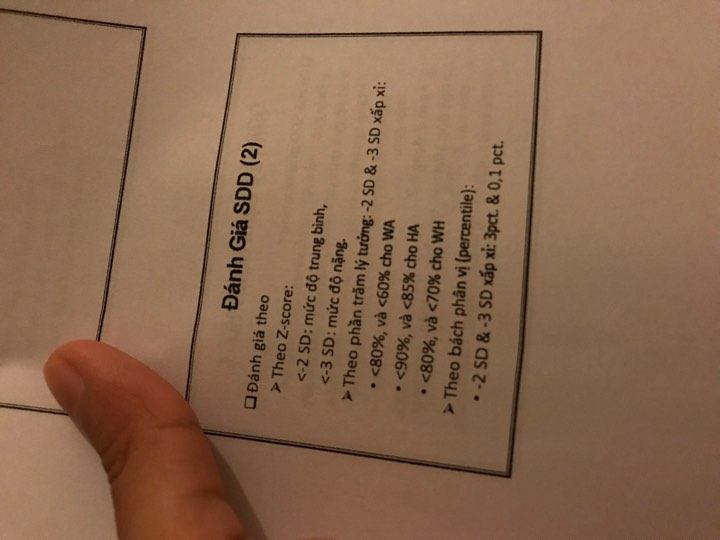 Đánh Giá SDD (2)
❑ Đánh giá theo
➢ Theo Z-score:
<-2 SD: mức độ trung bình,
<-3 SD: mức độ nặng.
➢ Theo phần trăm lý tưởng: -2 SD & -3 SD xấp xỉ:
• <80%, và <60% cho WA
• <90%, và <85% cho HA
• <80%, và <70% cho WH
➢ Theo bách phân vị (percentile):
• -2 SD & -3 SD xấp xỉ: 3pct. & 0,1 pct.